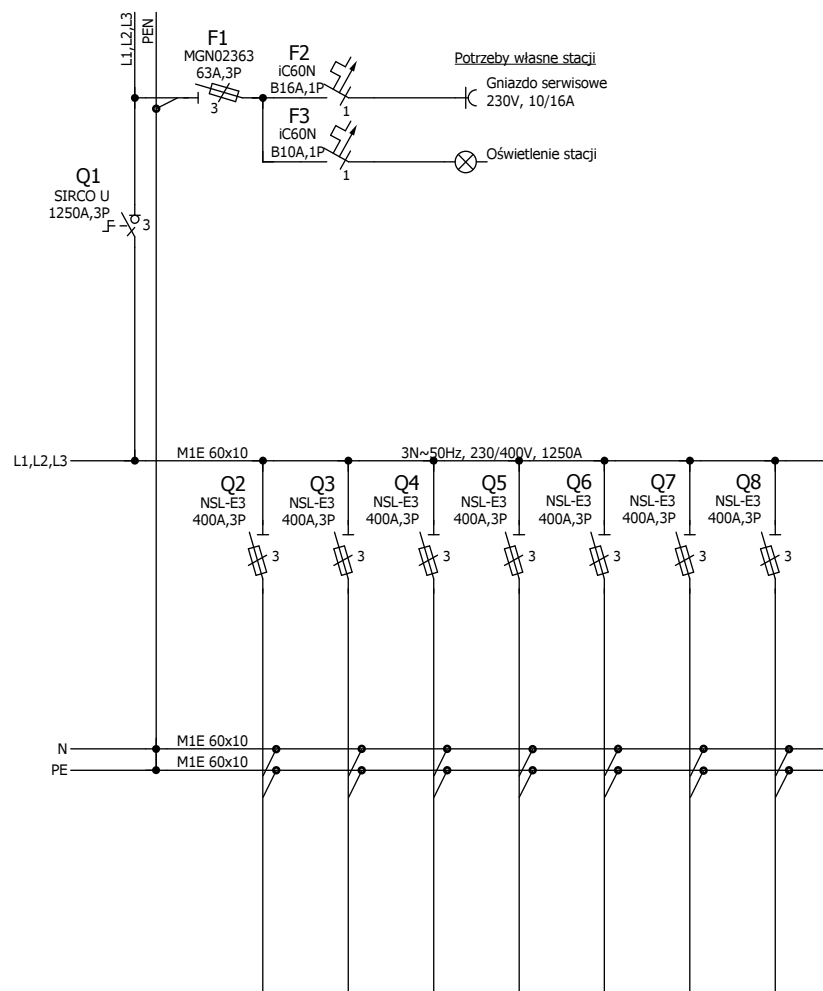 L1,L2,L3
PEN
F1
MGN02363
63A,3P
3
F2
iC60N
B16A,1P
1
Potrzeby własne stacji
Gniazdo serwisowe
230V, 10/16A
F3
iC60N
B10A,1P
1
Oświetlenie stacji
Q1
SIRCO U
1250A,3P
3
L1,L2,L3
M1E 60x10
3N~50Hz, 230/400V, 1250A
Q2
NSL-E3
400A,3P
3
Q3
NSL-E3
400A,3P
3
Q4
NSL-E3
400A,3P
3
Q5
NSL-E3
400A,3P
3
Q6
NSL-E3
400A,3P
3
Q7
NSL-E3
400A,3P
3
Q8
NSL-E3
400A,3P
3
N
M1E 60x10
PE
M1E 60x10